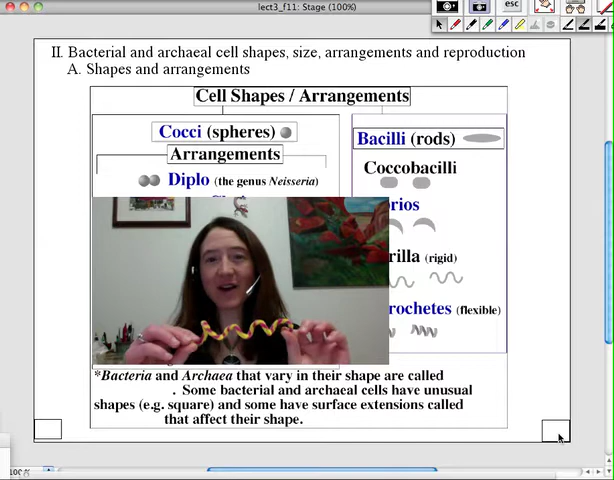 lect3_f11: Stage (100%)
esc
II. Bacterial and archaeal cell shapes, size, arrangements and reproduction
A. Shapes and arrangements
Cell Shapes / Arrangements
Cocci (spheres)
Arrangements
Diplo (the genus Neisseria)
Bacilli (rods)
Coccobacilli
rios
rilla (rigid)
rochetes (flexible)
*Bacteria and Archaea that vary in their shape are called
. Some bacterial and archaeal cells have unusual
shapes (e.g. square) and some have surface extensions called
that affect their shape.